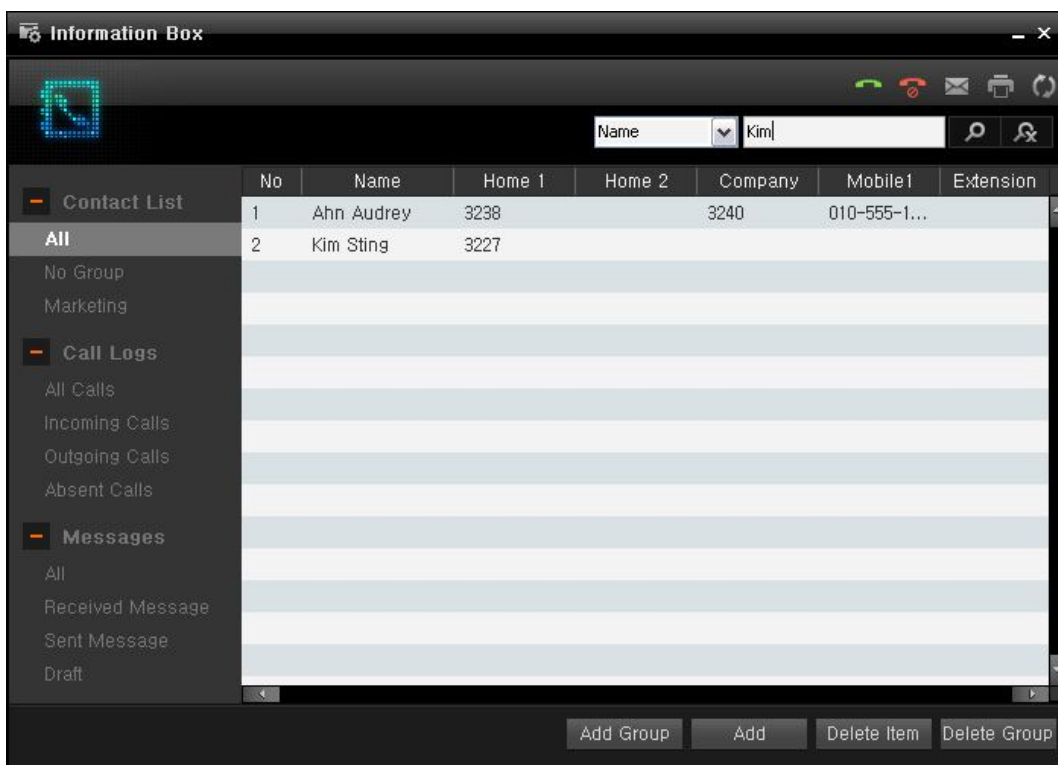 Information Box
Name Kim
No Name Home 1 Home 2 Company Mobile1 Extension
1 Ahn Audrey 3238 3240 010-555-1...
2 Kim Sting 3227
Contact List
All
No Group
Marketing
Call Logs
All Calls
Incoming Calls
Outgoing Calls
Absent Calls
Messages
All
Received Message
Sent Message
Draft
Add Group Add Delete Item Delete Group